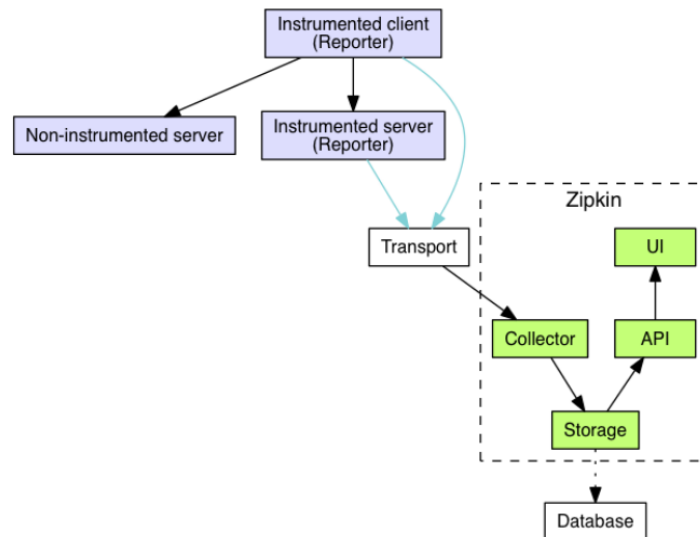 Instrumented client
(Reporter)
Non-instrumented server
Instrumented server
(Reporter)
Zipkin
Transport
UI
Collector
API
Storage
Database